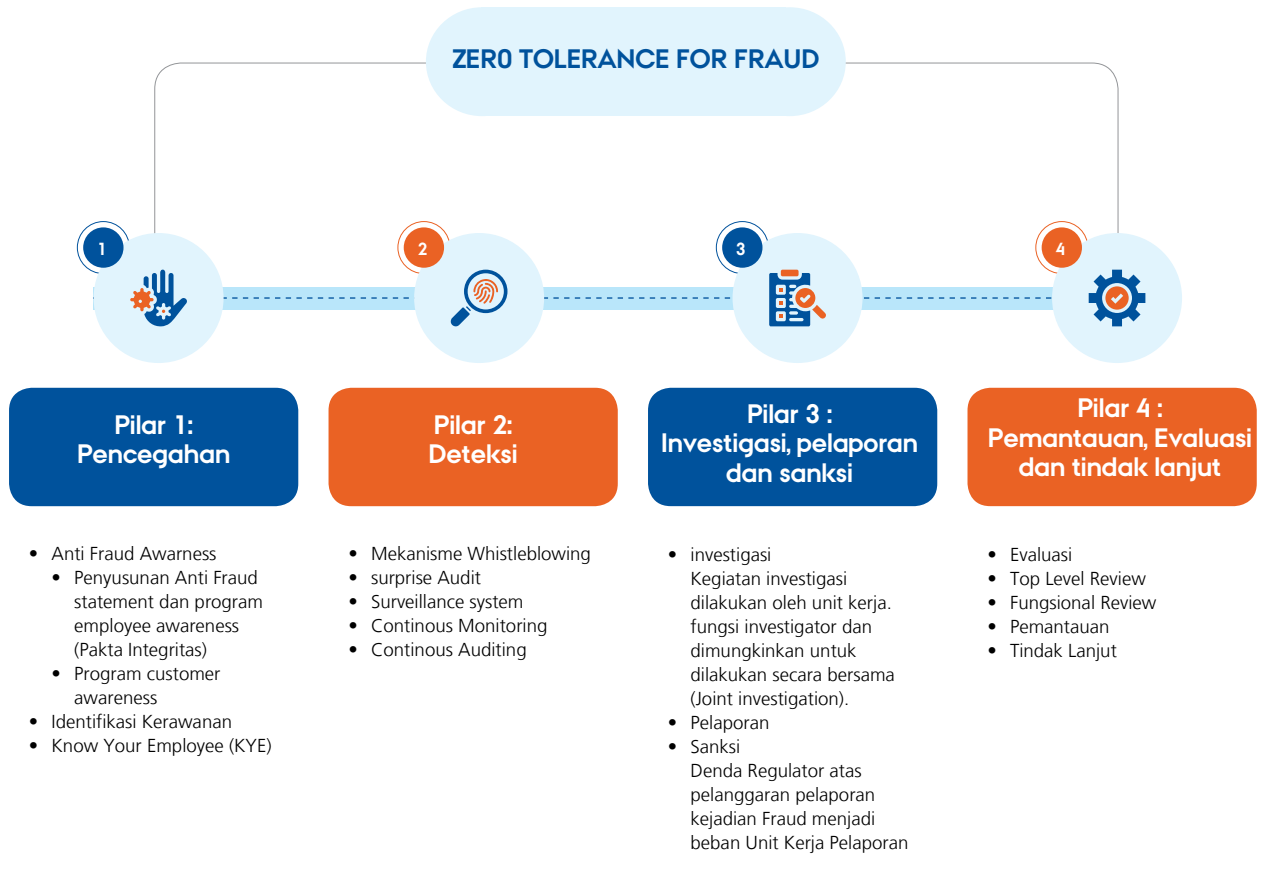 ZER0 TOLERANCE FOR FRAUD
1
2
3
4
Pilar 1:
Pencegahan
• Anti Fraud Awarness
• Penyusunan Anti Fraud
statement dan program
employee awareness
(Pakta Integritas)
• Program customer
awareness
• Identifikasi Kerawanan
• Know Your Employee (KYE)
Pilar 2:
Deteksi
• Mekanisme Whistleblowing
• surprise Audit
• Surveillance system
• Continous Monitoring
• Continous Auditing
Pilar 3 :
Investigasi, pelaporan
dan sanksi
• investigasi
Kegiatan investigasi
dilakukan oleh unit kerja.
fungsi investigator dan
dimungkinkan untuk
dilakukan secara bersama
(Joint investigation).
• Pelaporan
• Sanksi
Denda Regulator atas
pelanggaran pelaporan
kejadian Fraud menjadi
beban Unit Kerja Pelaporan
Pilar 4 :
Pemantauan, Evaluasi
dan tindak lanjut
• Evaluasi
• Top Level Review
• Fungsional Review
• Pemantauan
• Tindak Lanjut